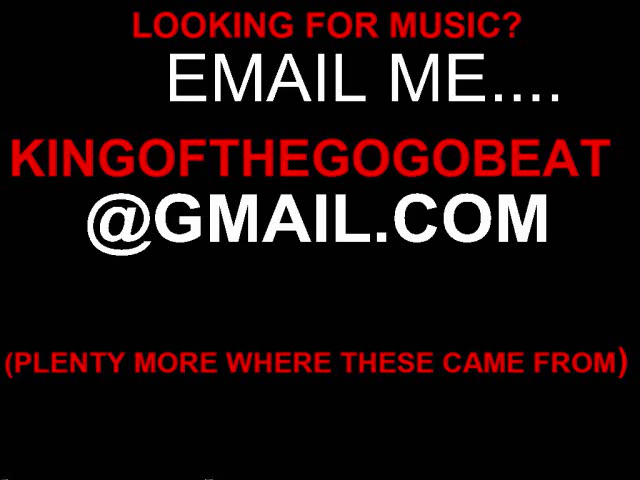 LOOKING FOR MUSIC?
EMAIL ME....
KINGOFTHEGOGOBEAT
@GMAIL.COM
(PLENTY MORE WHERE THESE CAME FROM)